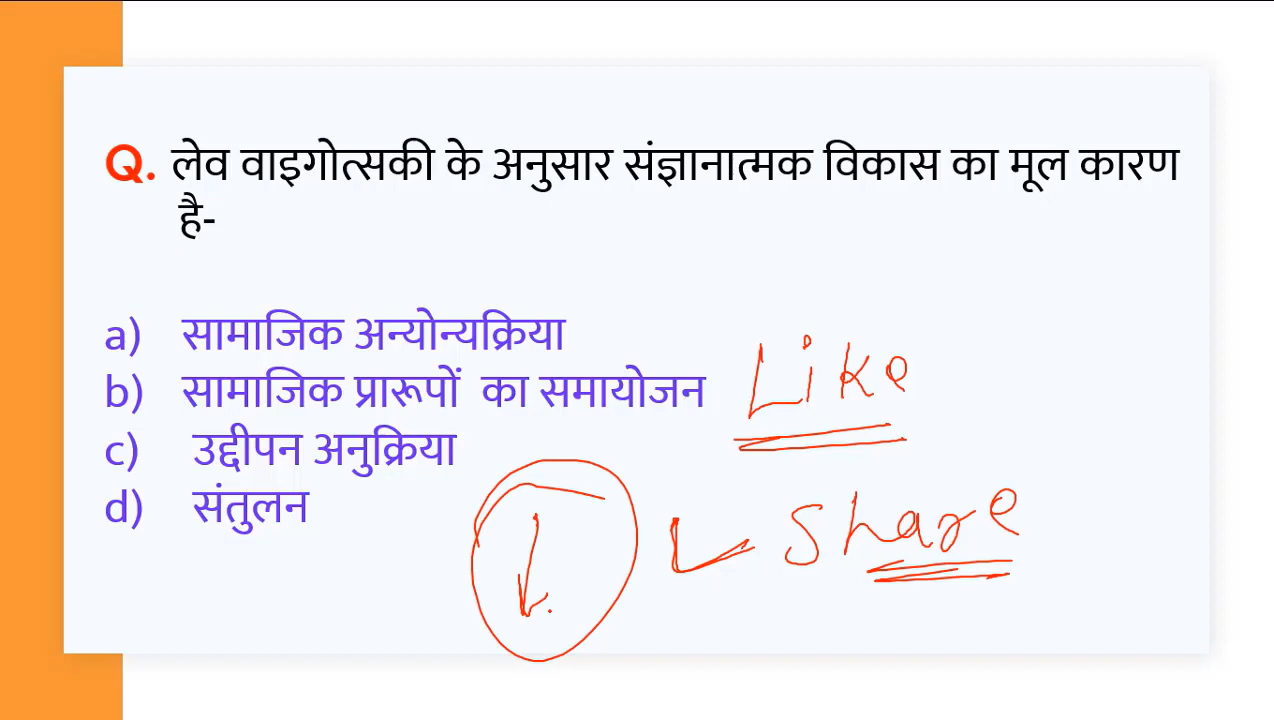 Q. लेव वाइगोत्सकी के अनुसार संज्ञानात्मक विकास का मूल कारण
है-
a) सामाजिक अन्योन्यक्रिया
b) सामाजिक प्रारूपों का समायोजन
c) उद्दीपन अनुक्रिया
d) संतुलन
Like
Share